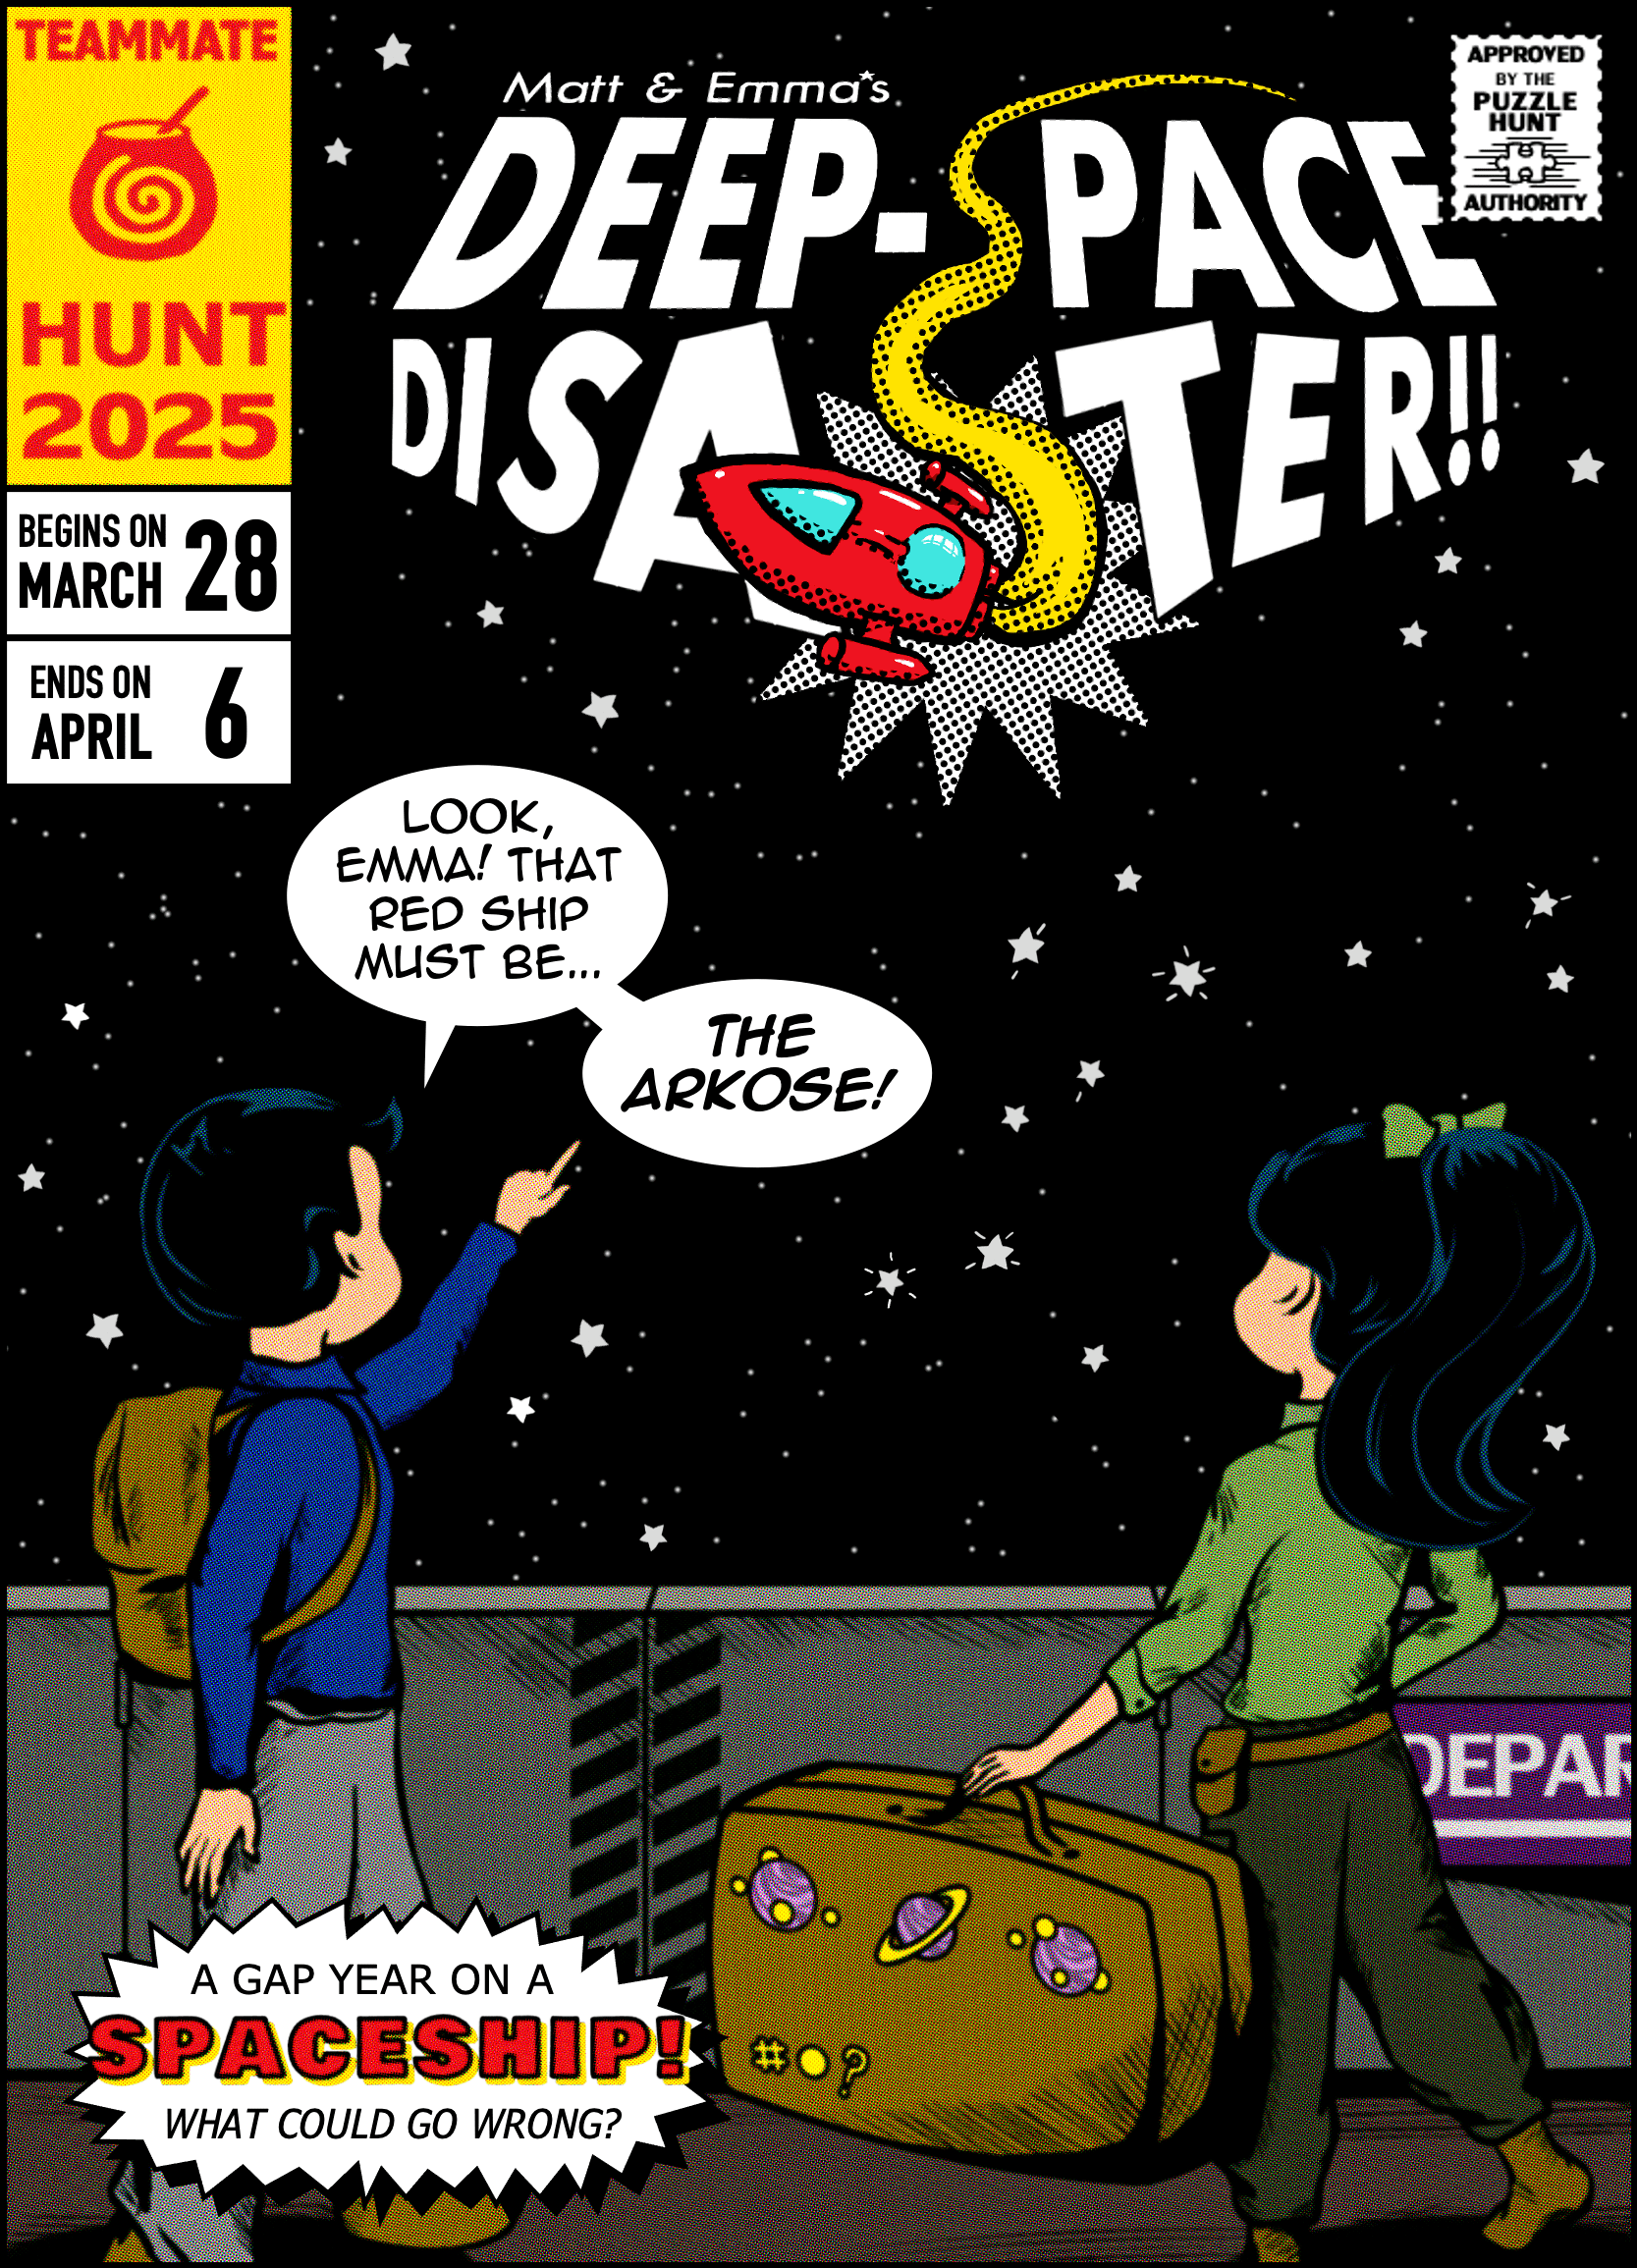 TEAMMATE
HUNT
2025
BEGINS ON
MARCH 28
ENDS ON
APRIL 6
Matt & Emma's
DEEP-SPACE
DISASTER!!
APPROVED
BY THE
PUZZLE
HUNT
AUTHORITY
LOOK,
EMMA! THAT
RED SHIP
MUST BE...
THE
ARKOSE!
DEPAR
#●?
A GAP YEAR ON A
SPACESHIP!
WHAT COULD GO WRONG?